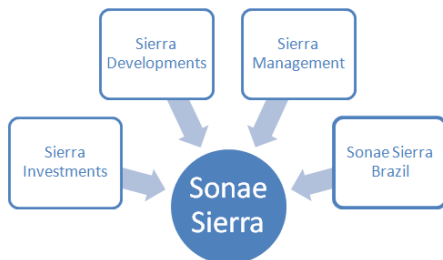 Sierra
Developments
Sierra
Management
Sierra
Investments
Sonae Sierra
Brazil
Sonae
Sierra